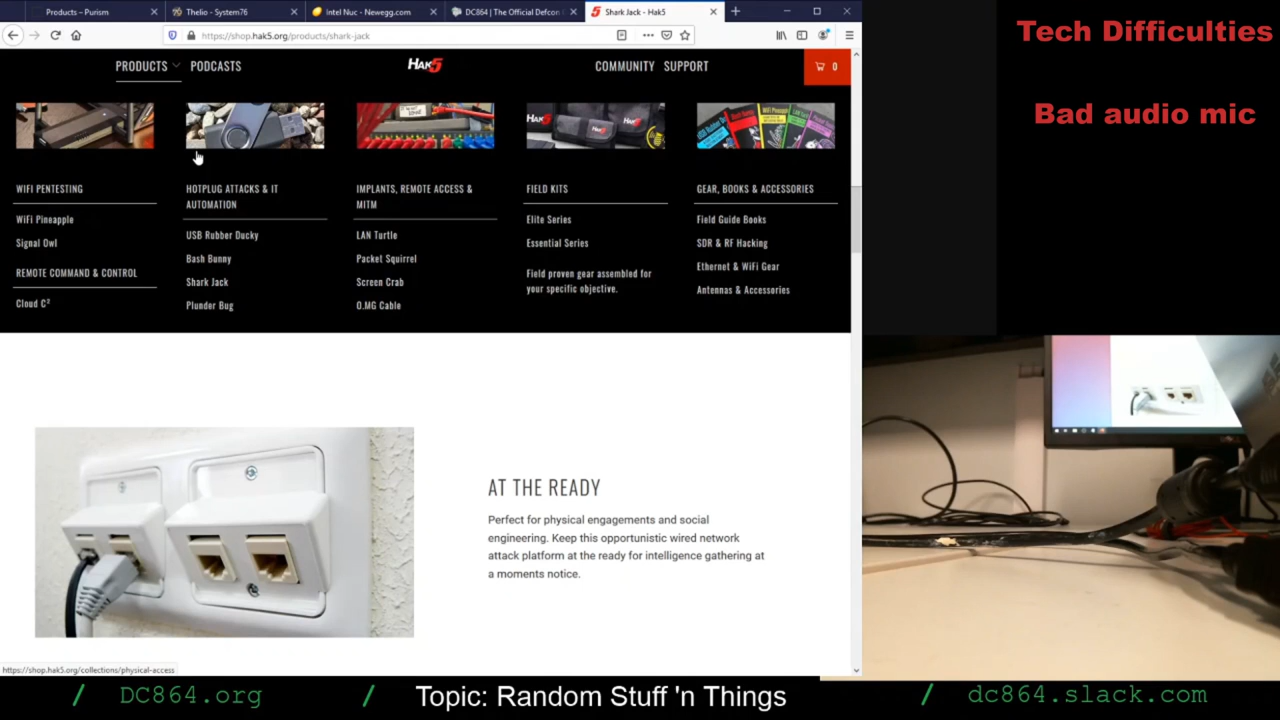 Products – Purism
Thelio - System76
Intel Nuc - Newegg.com
DC864 | The Official Defcon
Shark Jack - Hak5
https://shop.hak5.org/products/shark-jack
PRODUCTS
PODCASTS
HAK5
COMMUNITY
SUPPORT
0
WIFI PENTESTING
WiFi Pineapple
Signal Owl
REMOTE COMMAND & CONTROL
Cloud C²
HOTPLUG ATTACKS & IT
AUTOMATION
USB Rubber Ducky
Bash Bunny
Shark Jack
Plunder Bug
IMPLANTS, REMOTE ACCESS &
MITM
LAN Turtle
Packet Squirrel
Screen Crab
O.MG Cable
HAK5
HAK5
FIELD KITS
Elite Series
Essential Series
Field proven gear assembled for
your specific objective.
GEAR, BOOKS & ACCESSORIES
Field Guide Books
SDR & RF Hacking
Ethernet & WiFi Gear
Antennas & Accessories
AT THE READY
Perfect for physical engagements and social
engineering. Keep this opportunistic wired network
attack platform at the ready for intelligence gathering at
a moments notice.
https://shop.hak5.org/collections/physical-access
Tech Difficulties
Bad audio mic
/ DC864.org
/ Topic: Random Stuff 'n Things
/ dc864.slack.com